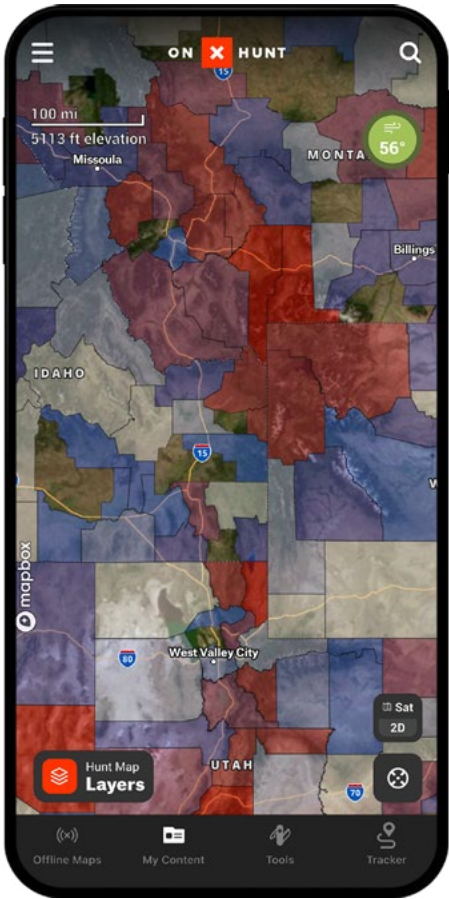 ON X HUNT
15
100 mi
5113 ft elevation
Missoula
MONTA
56°
Billings
IDAHO
15
W
mapbox
West Valley City
80
Sat
2D
Hunt Map
Layers
UTAH
70
Offline Maps
My Content
Tools
Tracker